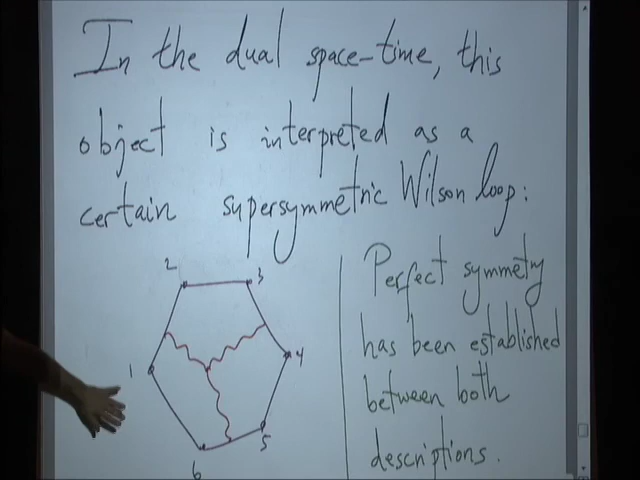 In the dual space-time, this
object is interpreted as a
certain supersymmetric Wilson loop:
2 3
1 4
6 5
Perfect symmetry
has been established
between both
descriptions.